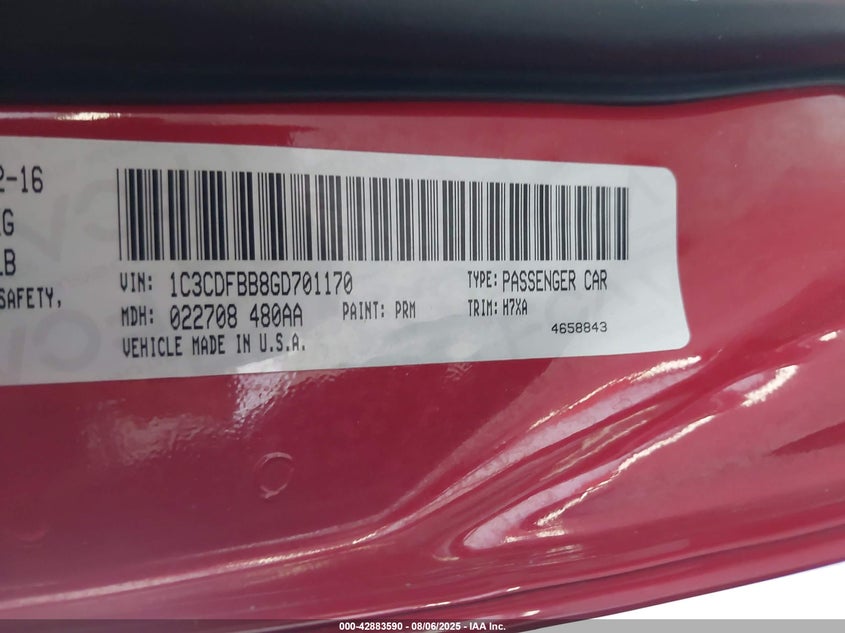 2-16
G
LB
SAFETY,
VIN: 1C3CDFBB8GD701170 TYPE: PASSENGER CAR
MDH: 022708 480AA PAINT: PRM TRIM: H7XA
VEHICLE MADE IN U.S.A. 4658843
000-42883590 - 08/06/2025 - IAA Inc.